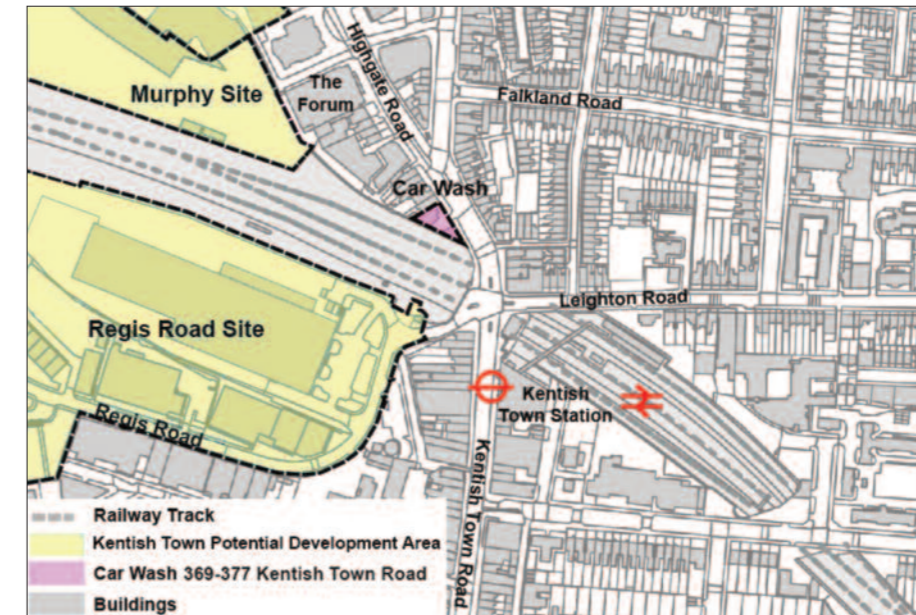 Murphy Site
The
Forum
Highgate Road
Falkland Road
Car Wash
Leighton Road
Regis Road Site
Kentish
Town Station
Regis Road
Kentish Town Road
Railway Track
Kentish Town Potential Development Area
Car Wash 369-377 Kentish Town Road
Buildings